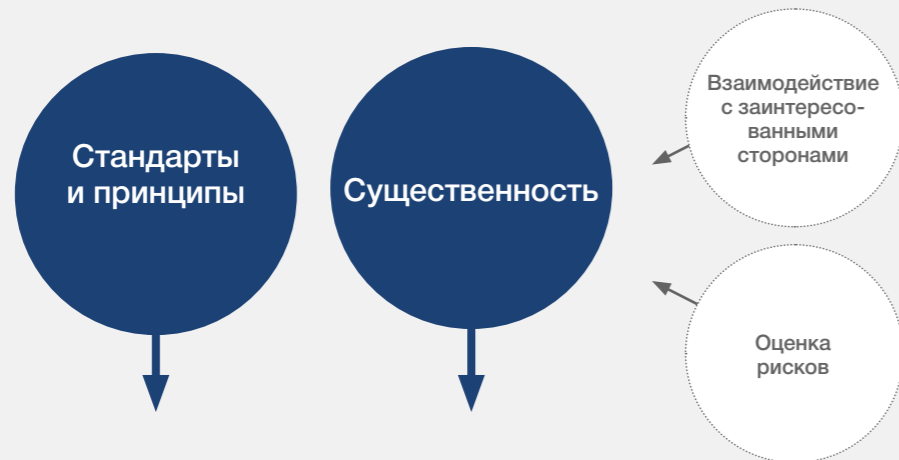 Стандарты
и принципы
Существенность
Взаимодействие
с заинтересо-
ванными
сторонами
Оценка
рисков